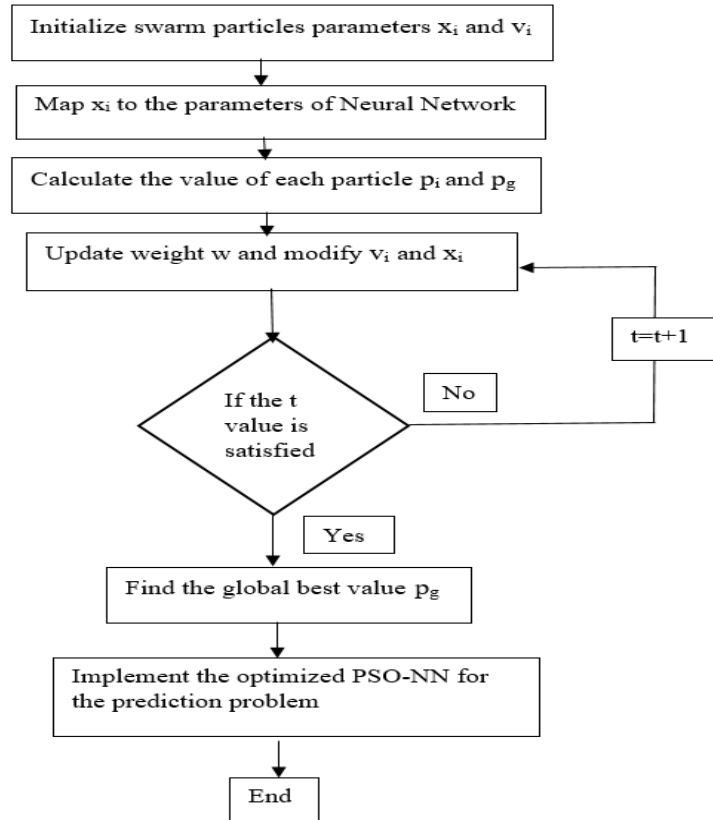 Initialize swarm particles parameters xᵢ and vᵢ
Map xᵢ to the parameters of Neural Network
Calculate the value of each particle pᵢ and p_g
Update weight w and modify vᵢ and xᵢ
t=t+1
If the t
value is
satisfied
No
Yes
Find the global best value p_g
Implement the optimized PSO-NN for
the prediction problem
End